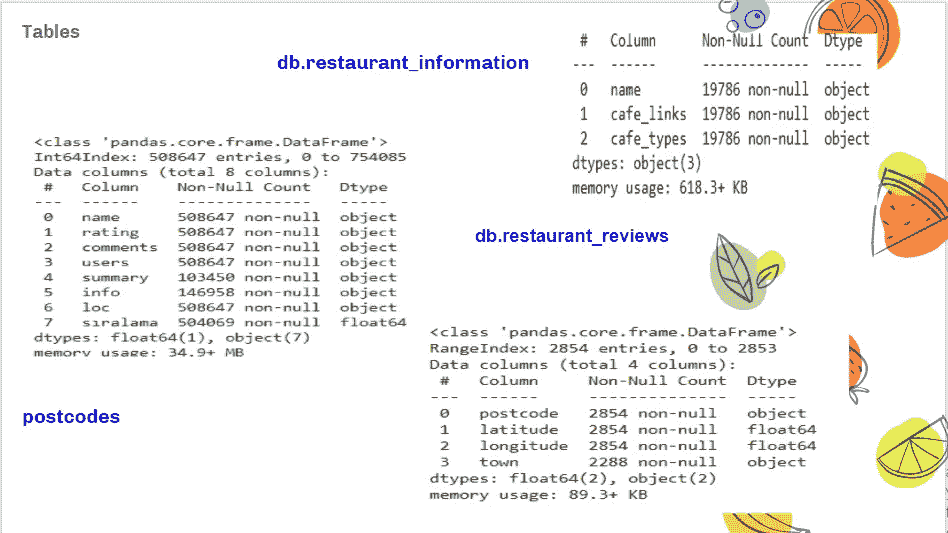 Tables
db.restaurant_information
# Column Non-Null Count Dtype
--- ------ -------------- -----
0 name 19786 non-null object
1 cafe_links 19786 non-null object
2 cafe_types 19786 non-null object
dtypes: object(3)
memory usage: 618.3+ KB
<class 'pandas.core.frame.DataFrame'>
Int64Index: 508647 entries, 0 to 754085
Data columns (total 8 columns):
# Column Non-Null Count Dtype
--- ------ -------------- -----
0 name 508647 non-null object
1 rating 508647 non-null object
2 comments 508647 non-null object
3 users 508647 non-null object
4 summary 103450 non-null object
5 info 146958 non-null object
6 loc 508647 non-null object
7 siralama 504069 non-null float64
dtypes: float64(1), object(7)
memory usage: 34.9+ MB
db.restaurant_reviews
<class 'pandas.core.frame.DataFrame'>
RangeIndex: 2854 entries, 0 to 2853
Data columns (total 4 columns):
# Column Non-Null Count Dtype
--- ------ -------------- -----
0 postcode 2854 non-null object
1 latitude 2854 non-null float64
2 longitude 2854 non-null float64
3 town 2288 non-null object
dtypes: float64(2), object(2)
memory usage: 89.3+ KB
postcodes